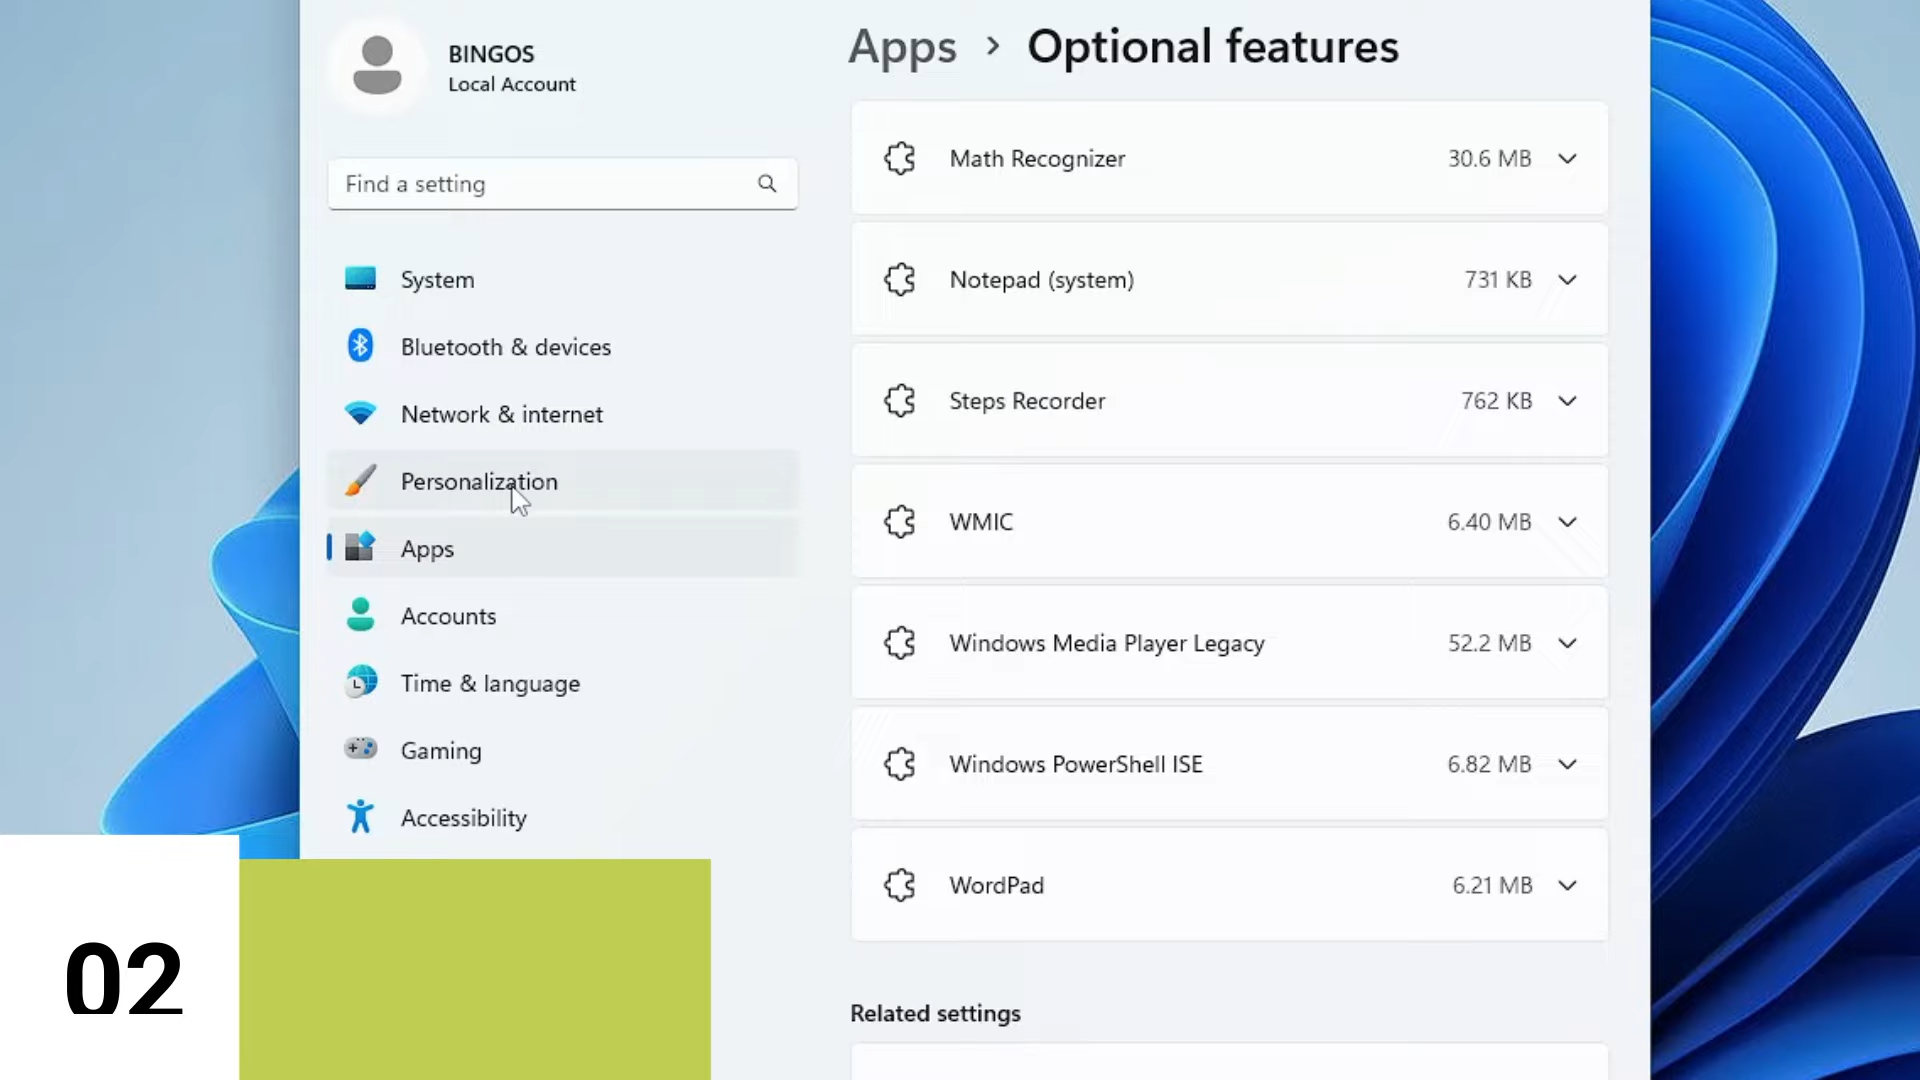 BINGOS
Local Account
Find a setting
System
Bluetooth & devices
Network & internet
Personalization
Apps
Accounts
Time & language
Gaming
Accessibility
Apps > Optional features
Math Recognizer 30.6 MB
Notepad (system) 731 KB
Steps Recorder 762 KB
WMIC 6.40 MB
Windows Media Player Legacy 52.2 MB
Windows PowerShell ISE 6.82 MB
WordPad 6.21 MB
Related settings
02